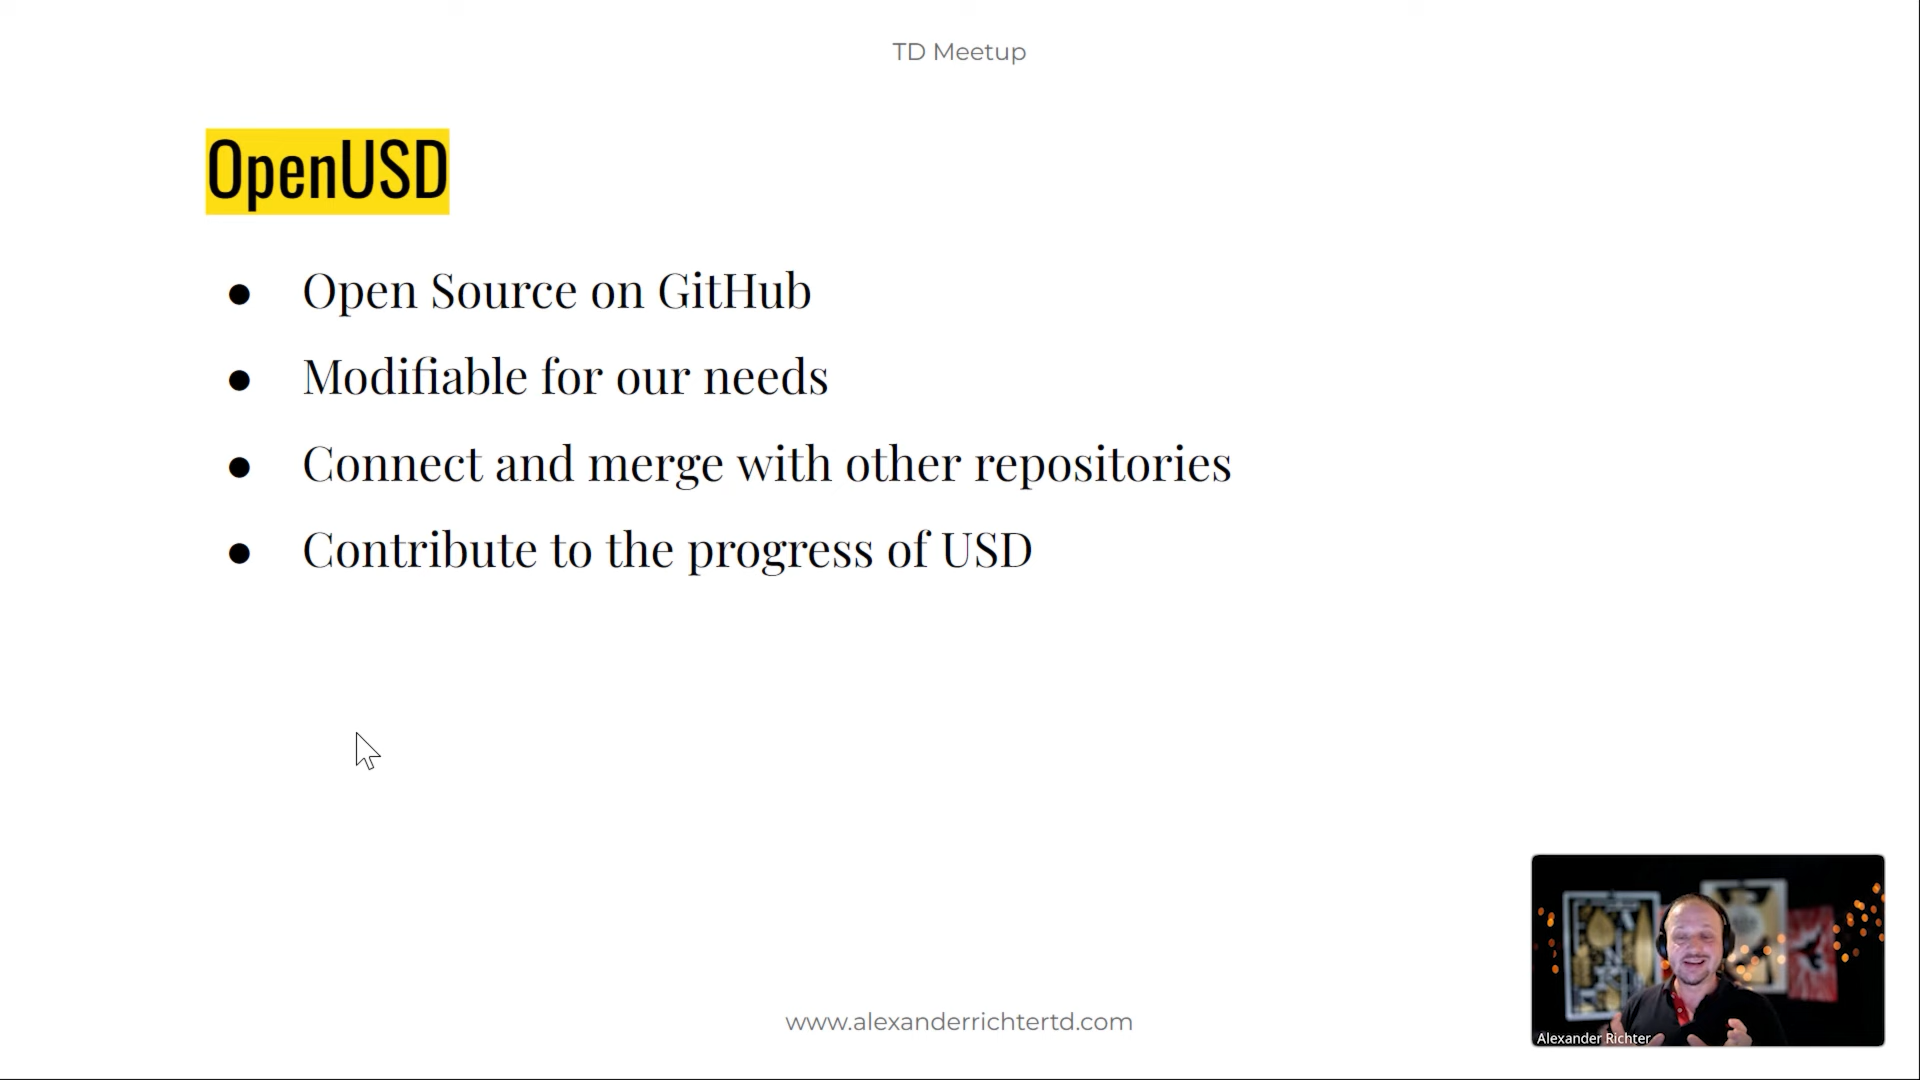 TD Meetup
OpenUSD
● Open Source on GitHub
● Modifiable for our needs
● Connect and merge with other repositories
● Contribute to the progress of USD
www.alexanderrichtertd.com
Alexander Richter